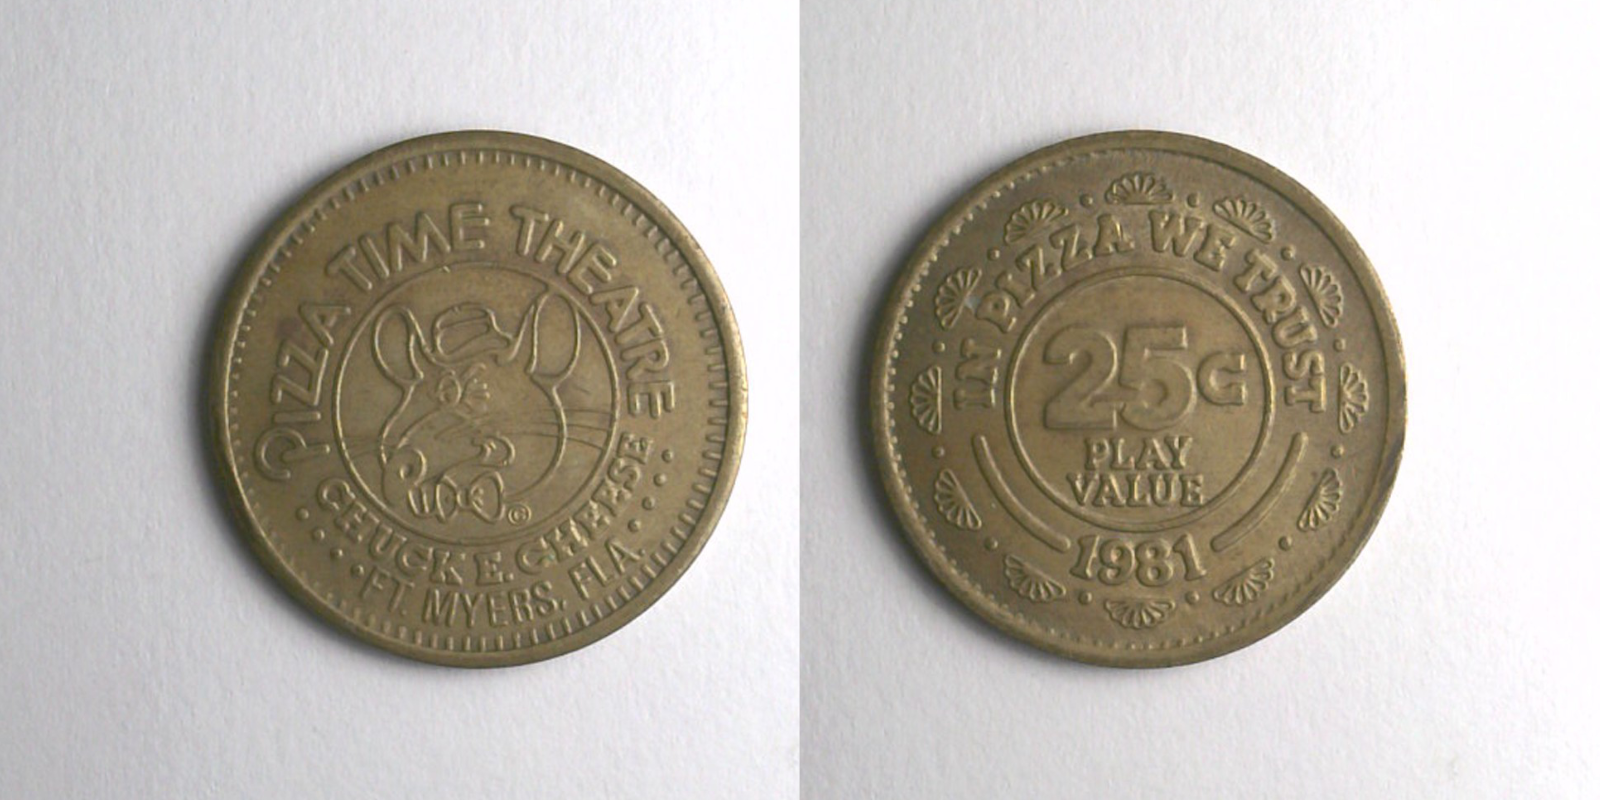 PIZZA TIME THEATRE
©
CHUCK E. CHEESE
FT. MYERS, FLA.
IN PIZZA WE TRUST
25¢
PLAY
VALUE
1981